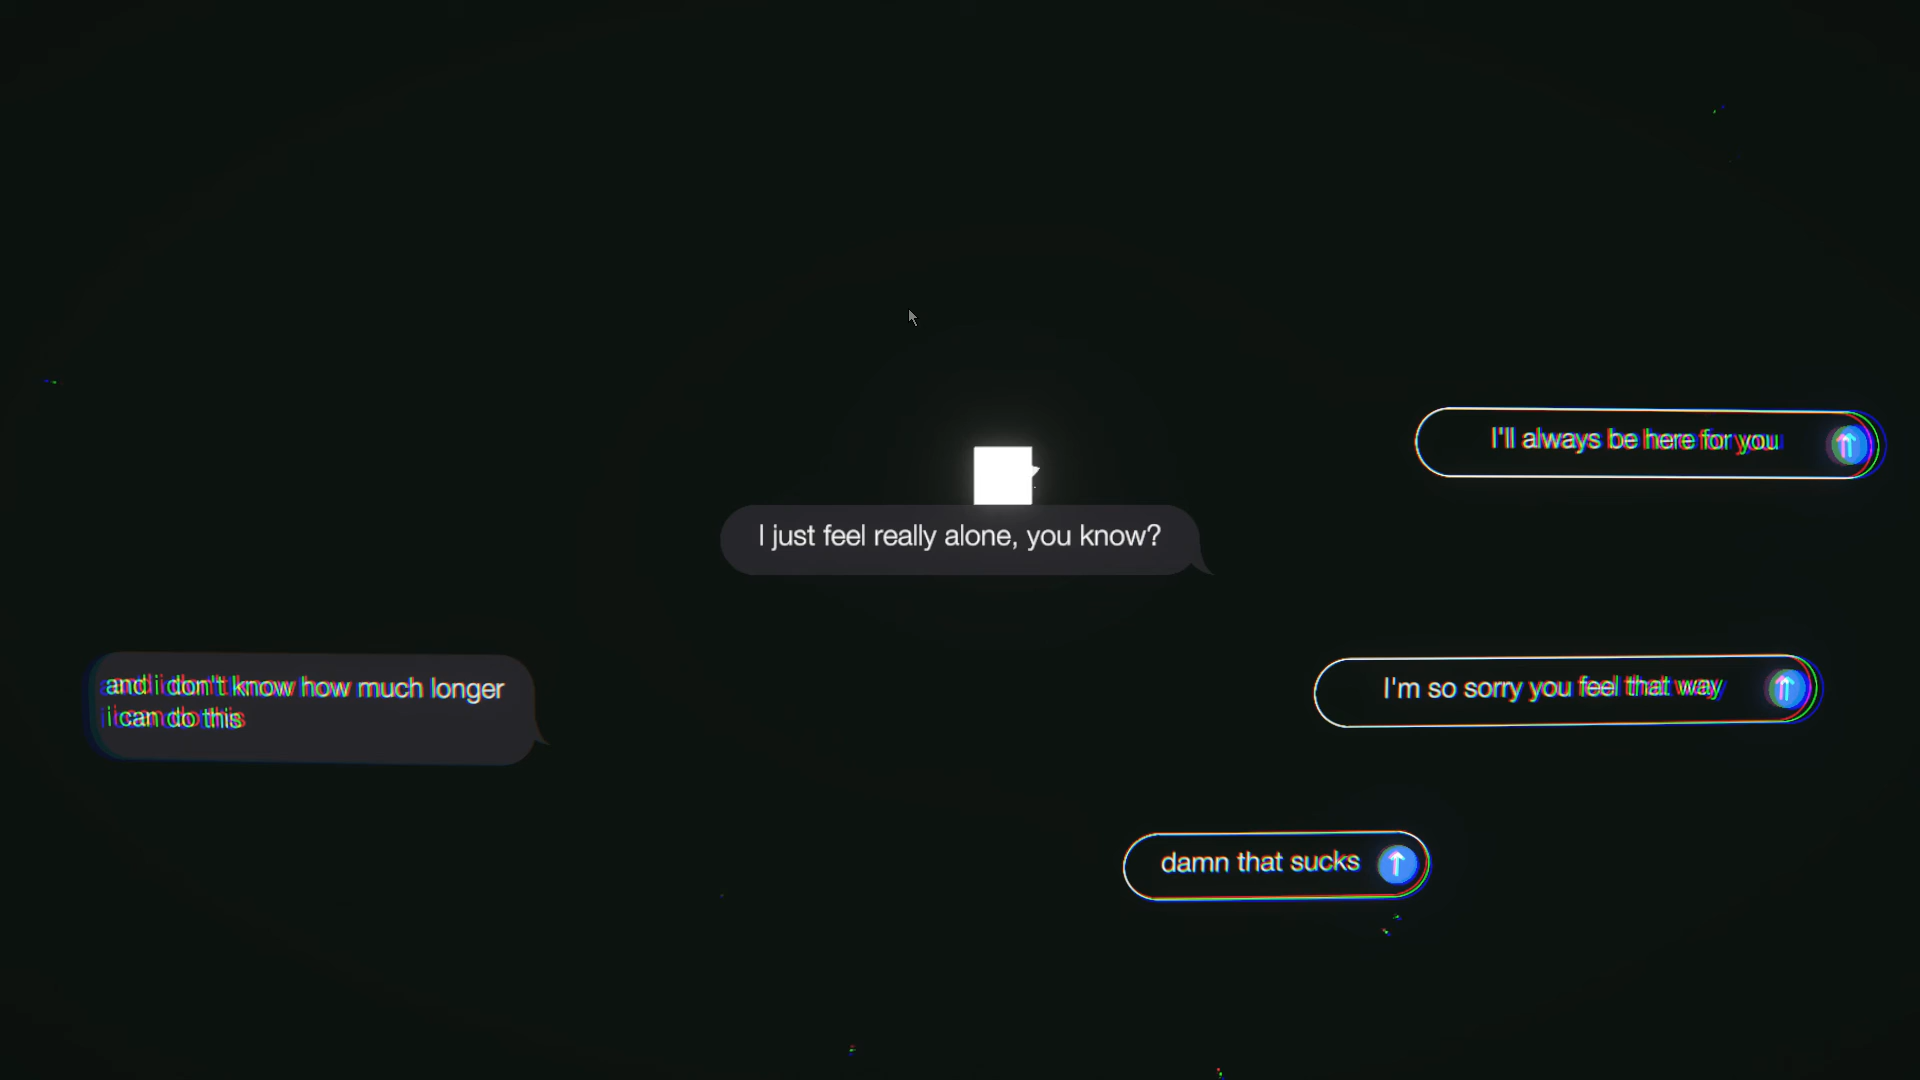 I'll always be here for you
I just feel really alone, you know?
and i don't know how much longer
i can do this
I'm so sorry you feel that way
damn that sucks